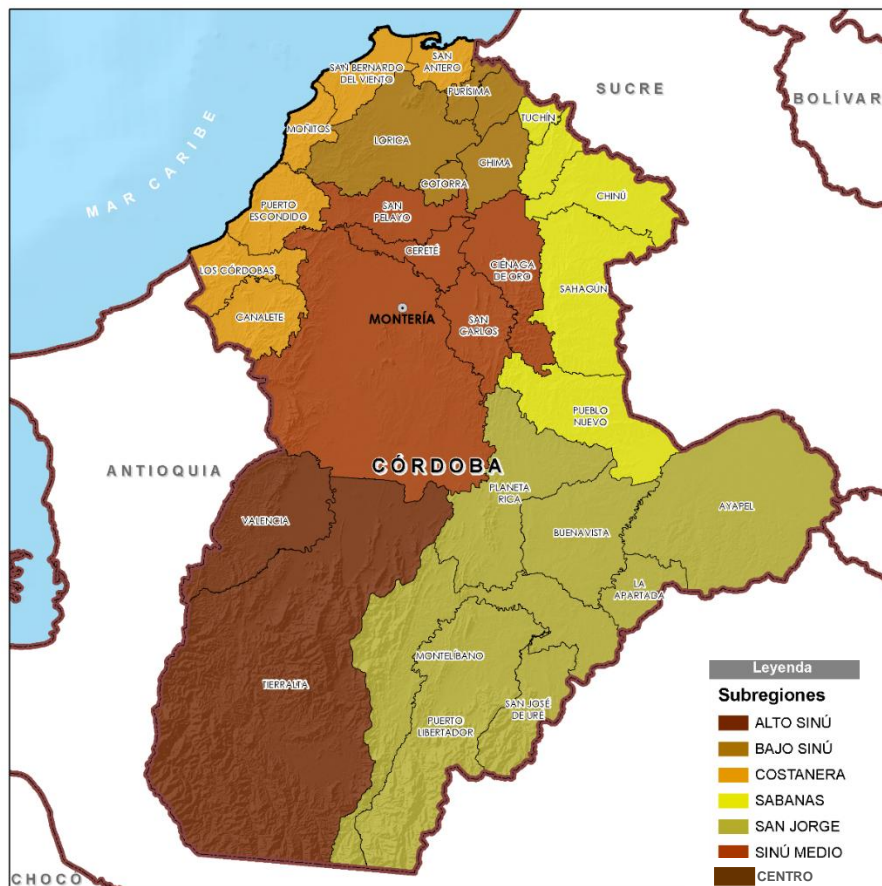 SAN
ANTERO
SAN BERNARDO
DEL VIENTO
PURÍSIMA
SUCRE
BOLÍVAR
TUCHÍN
MOÑITOS
LORICA
CHIMA
MAR CARIBE
COTORRA
CHINÚ
PUERTO
ESCONDIDO
SAN
PELAYO
CERETÉ
CIÉNAGA
DE ORO
LOS CÓRDOBAS
SAHAGÚN
CANALETE
MONTERÍA
SAN
CARLOS
PUEBLO
NUEVO
ANTIOQUIA
CÓRDOBA
PLANETA
RICA
AYAPEL
VALENCIA
BUENAVISTA
LA
APARTADA
MONTELÍBANO
TIERRALTA
SAN JOSÉ
DE URÉ
PUERTO
LIBERTADOR
Leyenda
Subregiones
ALTO SINÚ
BAJO SINÚ
COSTANERA
SABANAS
SAN JORGE
SINÚ MEDIO
CENTRO
CHOCO